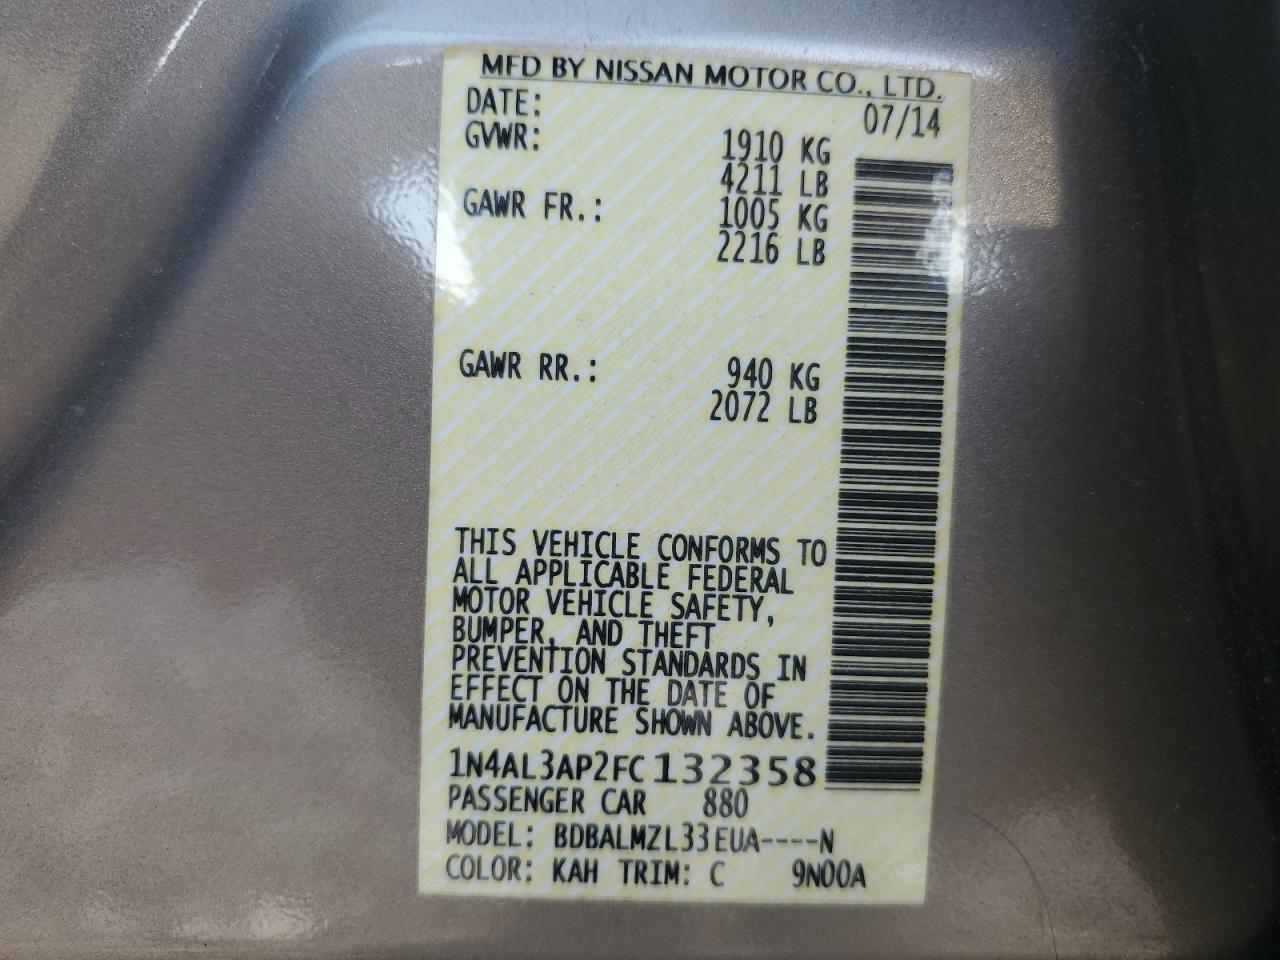 MFD BY NISSAN MOTOR CO., LTD.
DATE: 07/14
GVWR: 1910 KG
4211 LB
GAWR FR.: 1005 KG
2216 LB
GAWR RR.: 940 KG
2072 LB
THIS VEHICLE CONFORMS TO
ALL APPLICABLE FEDERAL
MOTOR VEHICLE SAFETY,
BUMPER, AND THEFT
PREVENTION STANDARDS IN
EFFECT ON THE DATE OF
MANUFACTURE SHOWN ABOVE.
1N4AL3AP2FC132358
PASSENGER CAR 880
MODEL: BDBALMZL33EUA----N
COLOR: KAH TRIM: C 9N00A